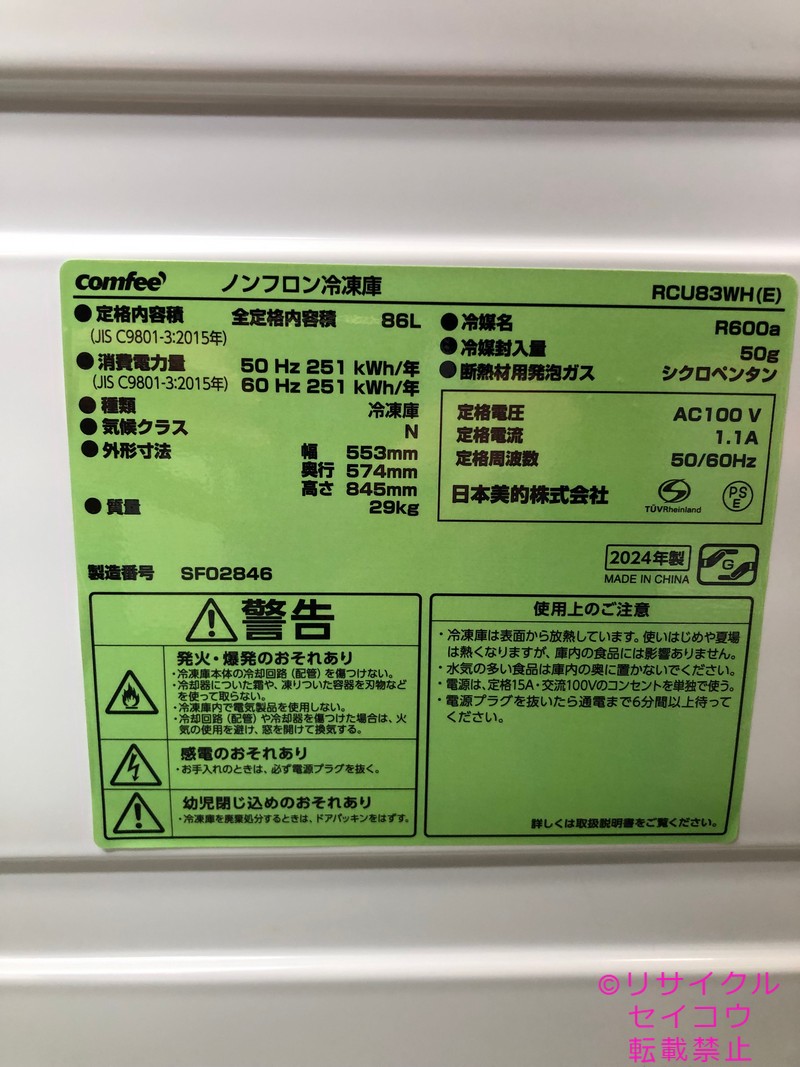 comfee' ノンフロン冷凍庫 RCU83WH(E)
●定格内容積 全定格内容積 86L
(JIS C9801-3:2015年)
●消費電力量 50 Hz 251 kWh/年
(JIS C9801-3:2015年) 60 Hz 251 kWh/年
●種類 冷凍庫
●気候クラス N
●外形寸法 幅 553mm
奥行 574mm
高さ 845mm
●質量 29kg
●冷媒名 R600a
●冷媒封入量 50g
●断熱材用発泡ガス シクロペンタン
定格電圧 AC100 V
定格電流 1.1A
定格周波数 50/60Hz
日本美的株式会社 TÜVRheinland PS E
製造番号 SF02846
2024年製
MADE IN CHINA
G
警告
発火・爆発のおそれあり
・冷凍庫本体の冷却回路(配管)を傷つけない。
・冷却器についた霜や、凍りついた容器を刃物など
を使って取らない。
・冷凍庫内で電気製品を使用しない。
・冷却回路(配管)や冷却器を傷つけた場合は、火
気の使用を避け、窓を開けて換気する。
感電のおそれあり
・お手入れのときは、必ず電源プラグを抜く。
幼児閉じ込めのおそれあり
・冷凍庫を廃棄処分するときは、ドアパッキンをはずす。
使用上のご注意
・冷凍庫は表面から放熱しています。使いはじめや夏場
は熱くなりますが、庫内の食品には影響ありません。
・水気の多い食品は庫内の奥に置かないでください。
・電源は、定格15A・交流100Vのコンセントを単独で使う。
・電源プラグを抜いたら通電まで6分間以上待って
ください。
詳しくは取扱説明書をご覧ください。
©リサイクル
セイコウ
転載禁止